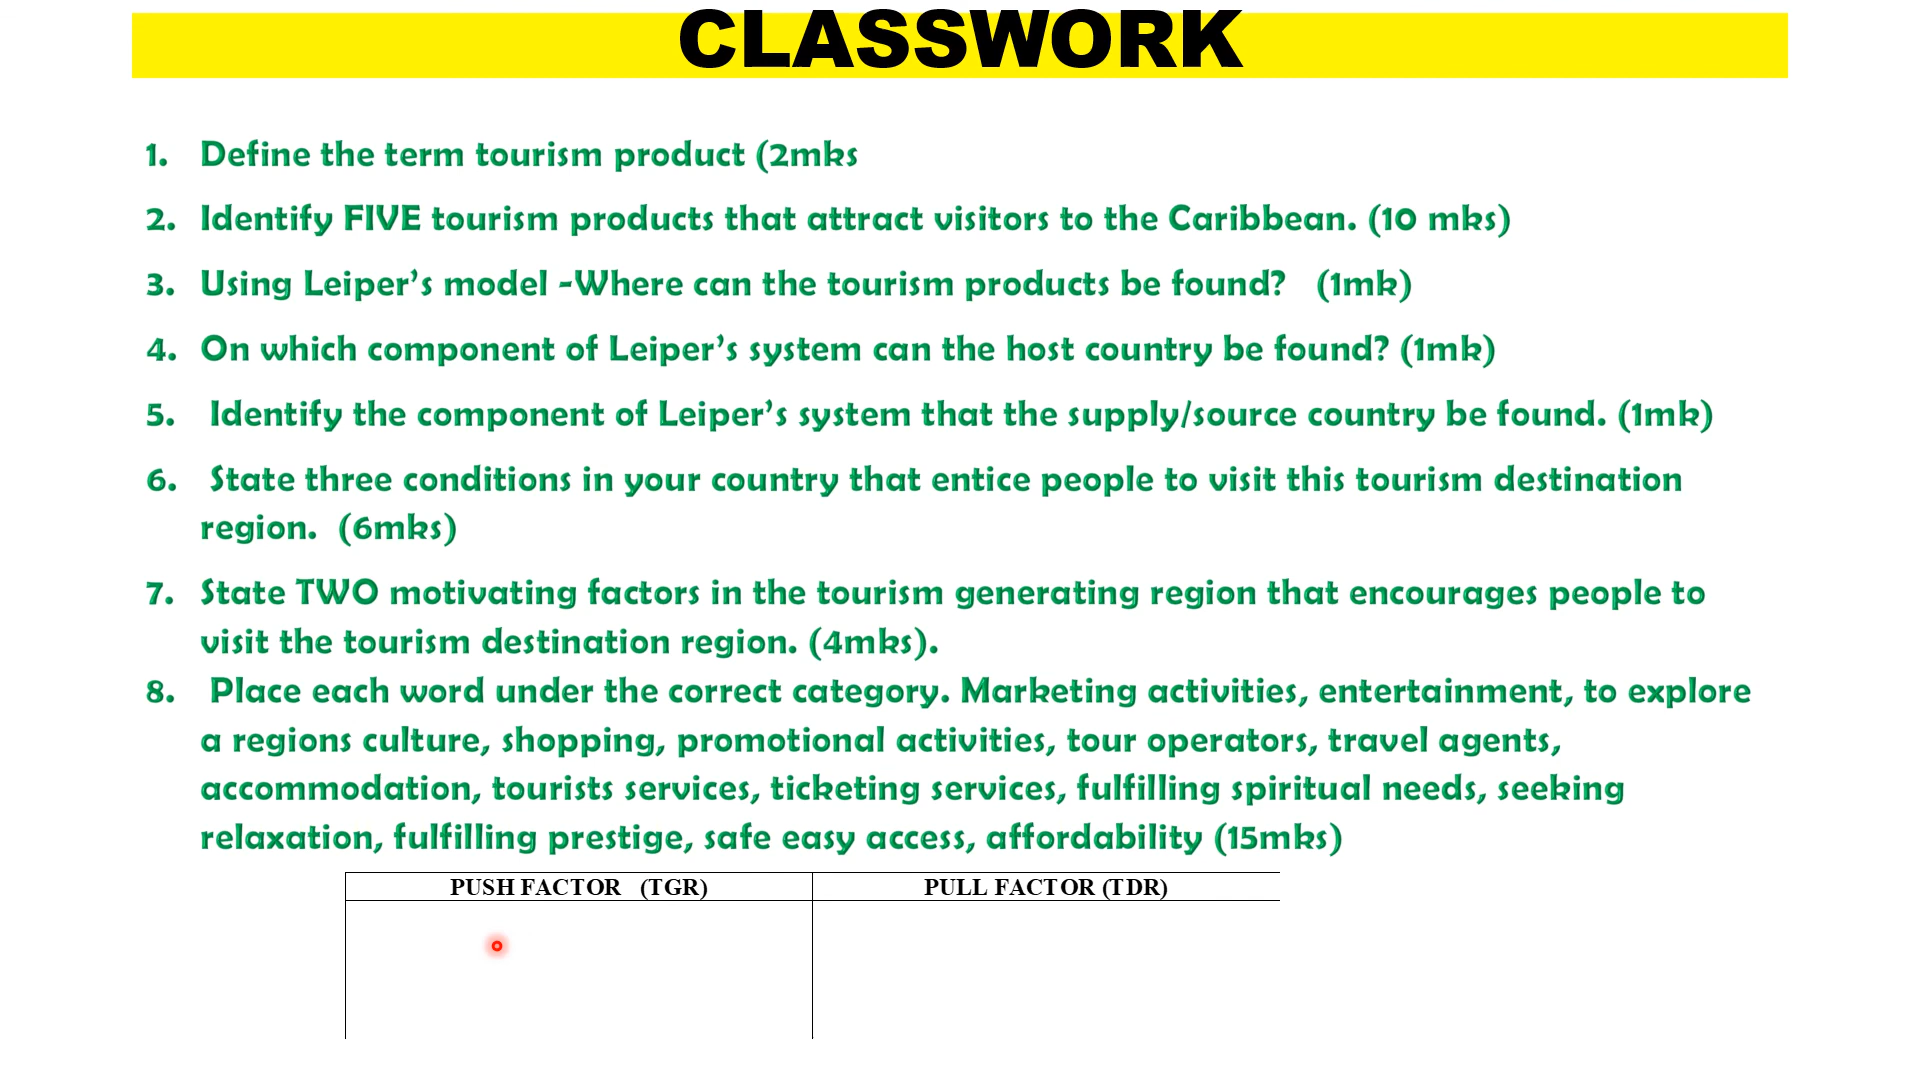 CLASSWORK
1. Define the term tourism product (2mks
2. Identify FIVE tourism products that attract visitors to the Caribbean. (10 mks)
3. Using Leiper’s model -Where can the tourism products be found? (1mk)
4. On which component of Leiper’s system can the host country be found? (1mk)
5. Identify the component of Leiper’s system that the supply/source country be found. (1mk)
6. State three conditions in your country that entice people to visit this tourism destination
region. (6mks)
7. State TWO motivating factors in the tourism generating region that encourages people to
visit the tourism destination region. (4mks).
8. Place each word under the correct category. Marketing activities, entertainment, to explore
a regions culture, shopping, promotional activities, tour operators, travel agents,
accommodation, tourists services, ticketing services, fulfilling spiritual needs, seeking
relaxation, fulfilling prestige, safe easy access, affordability (15mks)
PUSH FACTOR (TGR) PULL FACTOR (TDR)